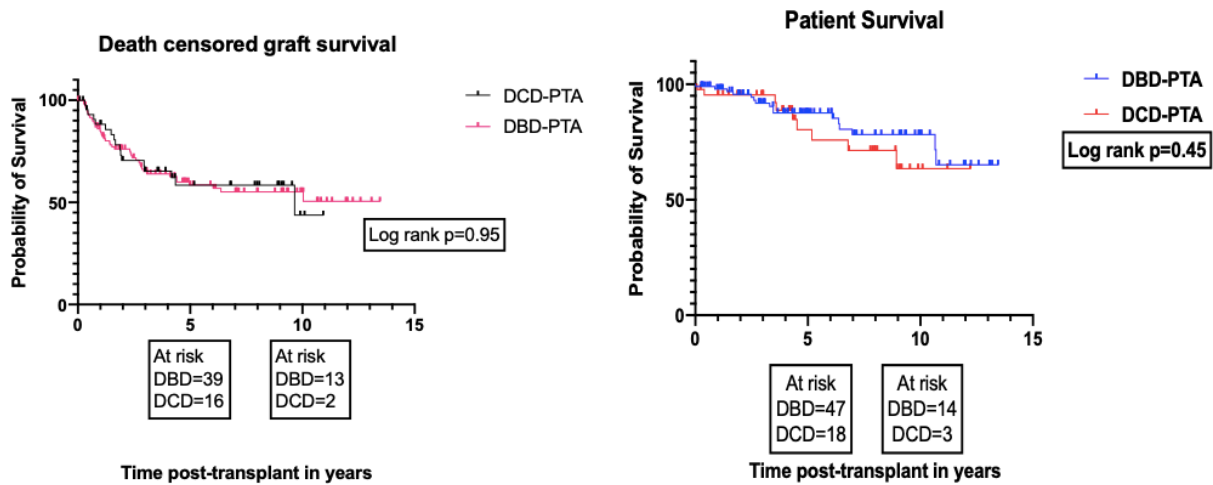 Death censored graft survival
Probability of Survival
100
50
0
0
5
10
15
DCD-PTA
DBD-PTA
Log rank p=0.95
At risk
DBD=39
DCD=16
At risk
DBD=13
DCD=2
Time post-transplant in years
Patient Survival
Probability of Survival
100
50
0
0
5
10
15
DBD-PTA
DCD-PTA
Log rank p=0.45
At risk
DBD=47
DCD=18
At risk
DBD=14
DCD=3
Time post-transplant in years